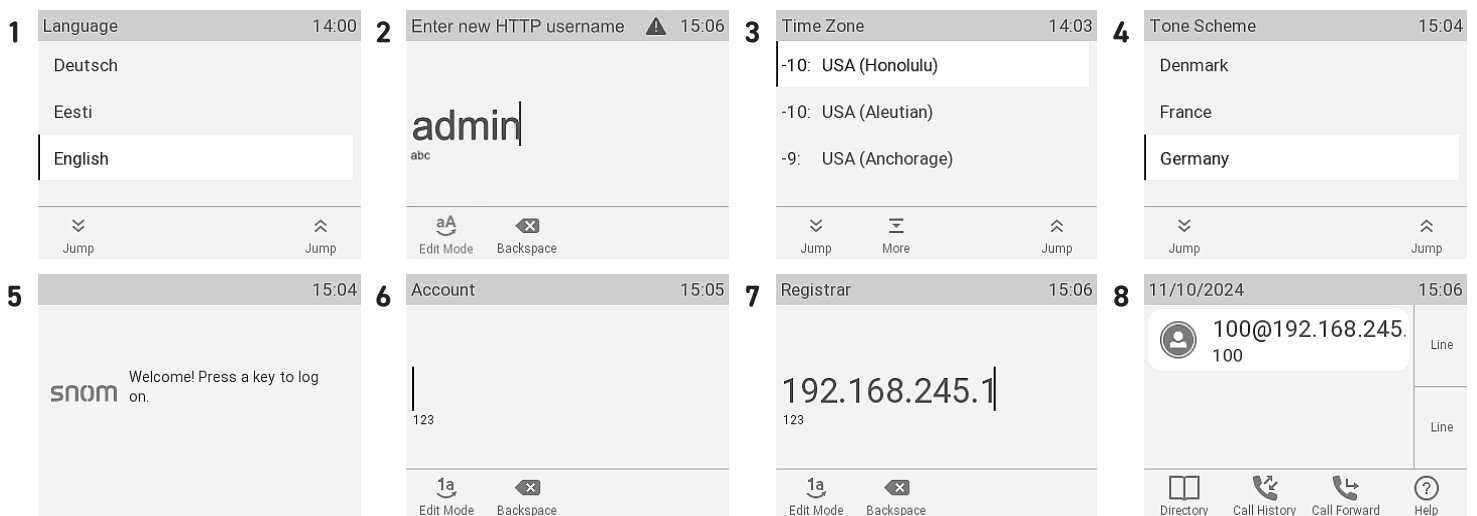 1
Language 14:00
Deutsch
Eesti
English
Jump Jump
2
Enter new HTTP username 15:06
admin
abc
aA
Edit Mode Backspace
3
Time Zone 14:03
-10: USA (Honolulu)
-10: USA (Aleutian)
-9: USA (Anchorage)
Jump More Jump
4
Tone Scheme 15:04
Denmark
France
Germany
Jump Jump
5
15:04
snom
Welcome! Press a key to log
on.
6
Account 15:05
123
1a
Edit Mode Backspace
7
Registrar 15:06
192.168.245.1
123
1a
Edit Mode Backspace
8
11/10/2024 15:06
100@192.168.245.
100
Line
Line
?
Directory Call History Call Forward Help